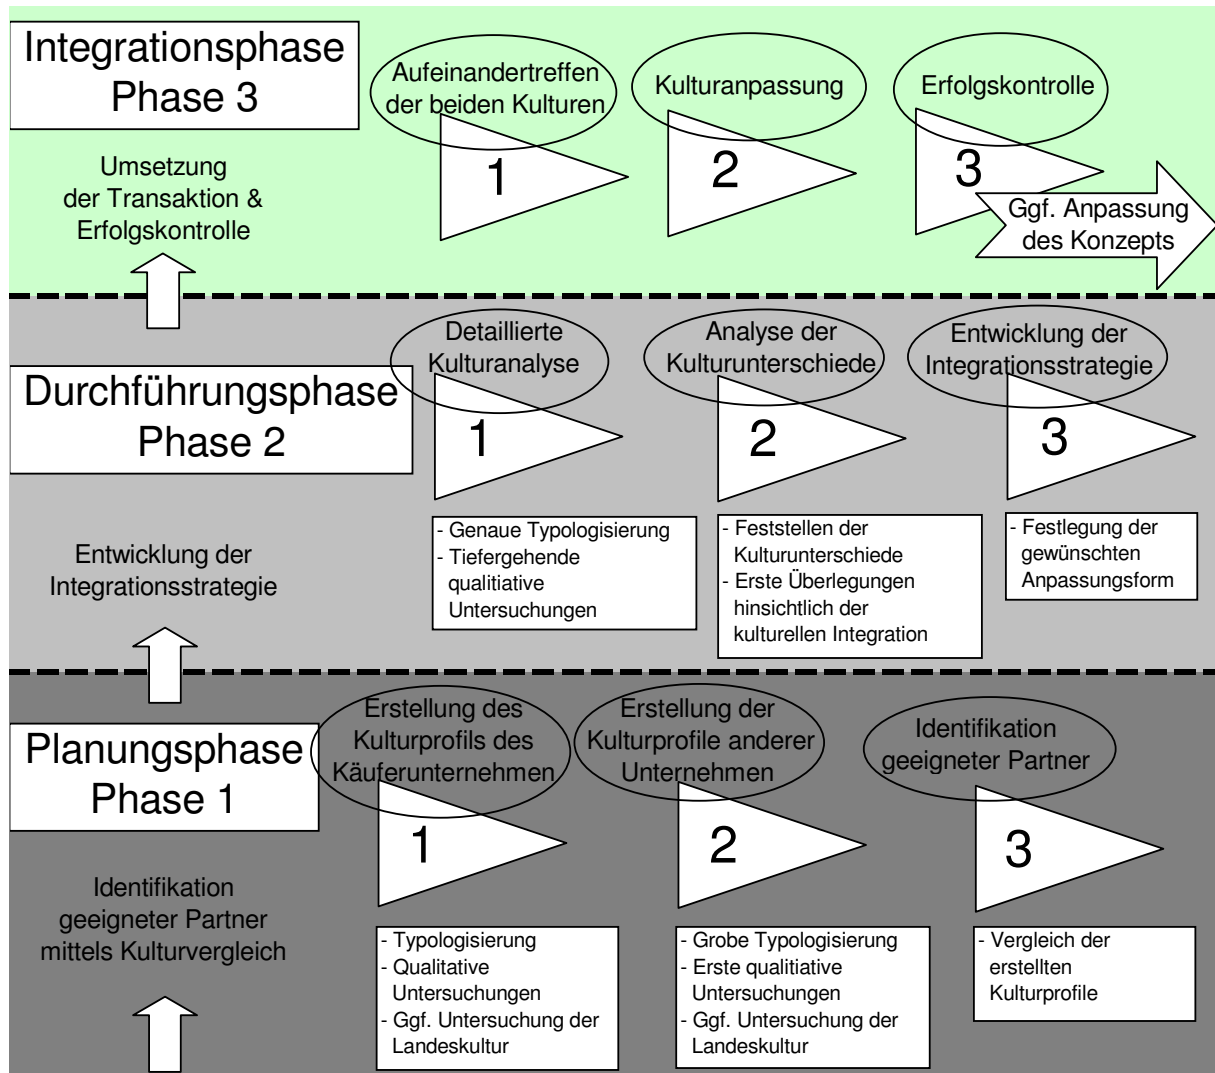 Integrationsphase
Phase 3
Umsetzung
der Transaktion &
Erfolgskontrolle
Aufeinandertreffen
der beiden Kulturen
1
Kulturanpassung
2
Erfolgskontrolle
3
Ggf. Anpassung
des Konzepts
Durchführungsphase
Phase 2
Entwicklung der
Integrationsstrategie
Detaillierte
Kulturanalyse
1
- Genaue Typologisierung
- Tiefergehende
qualitative
Untersuchungen
Analyse der
Kulturunterschiede
2
- Feststellen der
Kulturunterschiede
- Erste Überlegungen
hinsichtlich der
kulturellen Integration
Entwicklung der
Integrationsstrategie
3
- Festlegung der
gewünschten
Anpassungsform
Planungsphase
Phase 1
Identifikation
geeigneter Partner
mittels Kulturvergleich
Erstellung des
Kulturprofils des
Käuferunternehmen
1
- Typologisierung
- Qualitative
Untersuchungen
- Ggf. Untersuchung der
Landeskultur
Erstellung der
Kulturprofile anderer
Unternehmen
2
- Grobe Typologisierung
- Erste qualitiative
Untersuchungen
- Ggf. Untersuchung der
Landeskultur
Identifikation
geeigneter Partner
3
- Vergleich der
erstellten
Kulturprofile